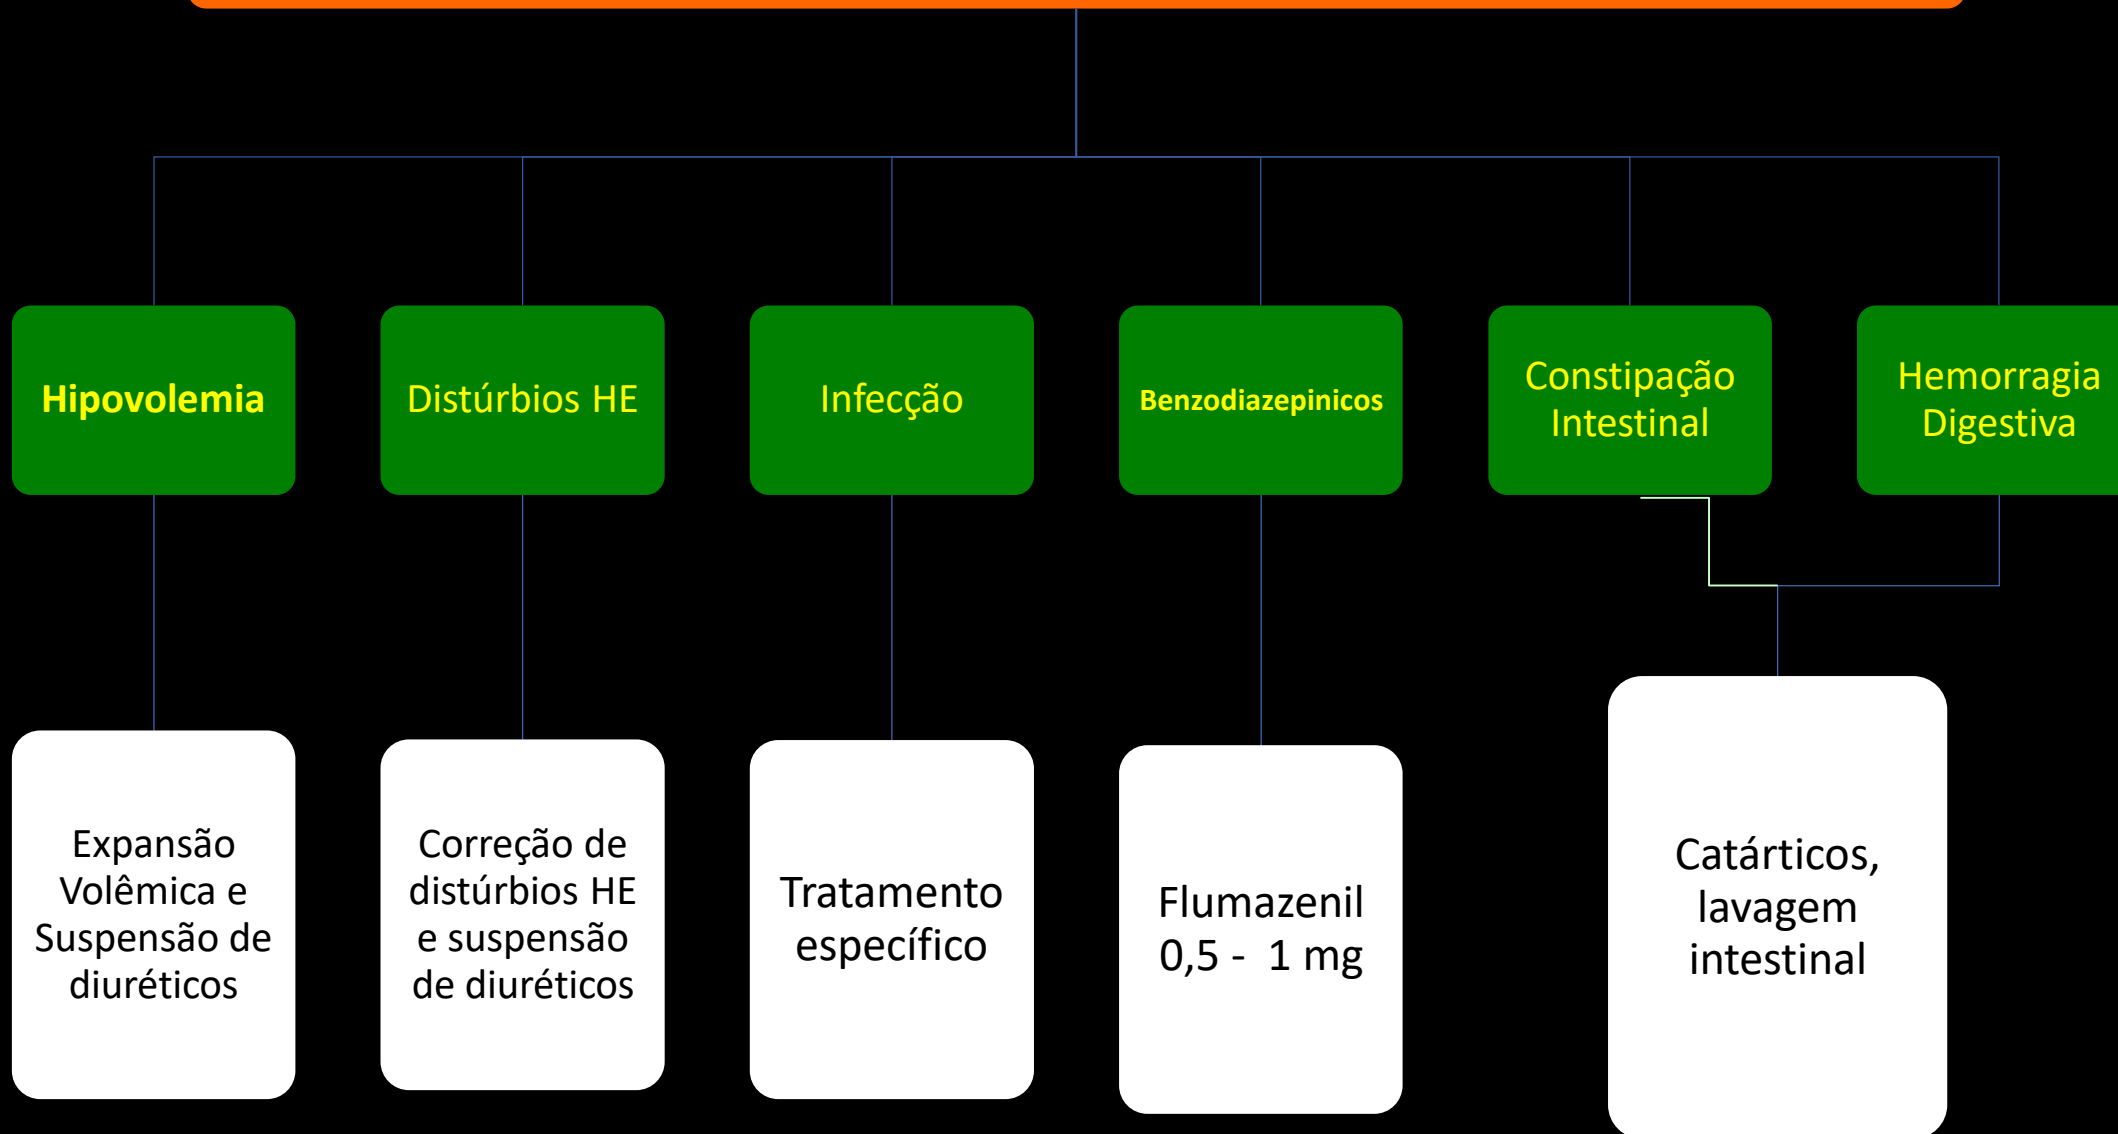 Hipovolemia
Distúrbios HE
Infecção
Benzodiazepinicos
Constipação
Intestinal
Hemorragia
Digestiva
Expansão
Volêmica e
Suspensão de
diuréticos
Correção de
distúrbios HE
e suspensão
de diuréticos
Tratamento
específico
Flumazenil
0,5 - 1 mg
Catárticos,
lavagem
intestinal